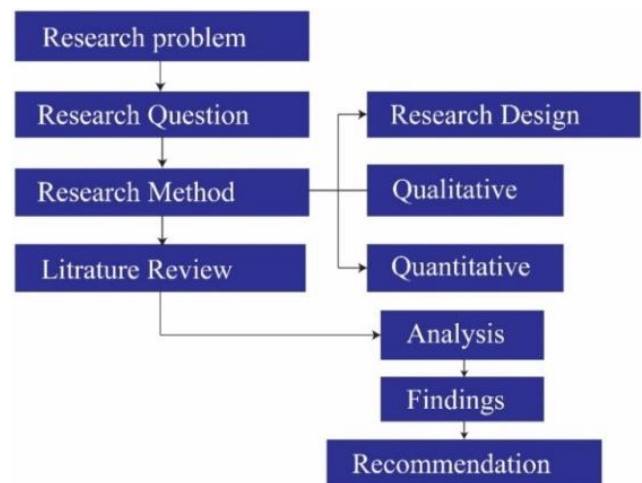 Research problem
Research Question
Research Design
Research Method
Qualitative
Litrature Review
Quantitative
Analysis
Findings
Recommendation